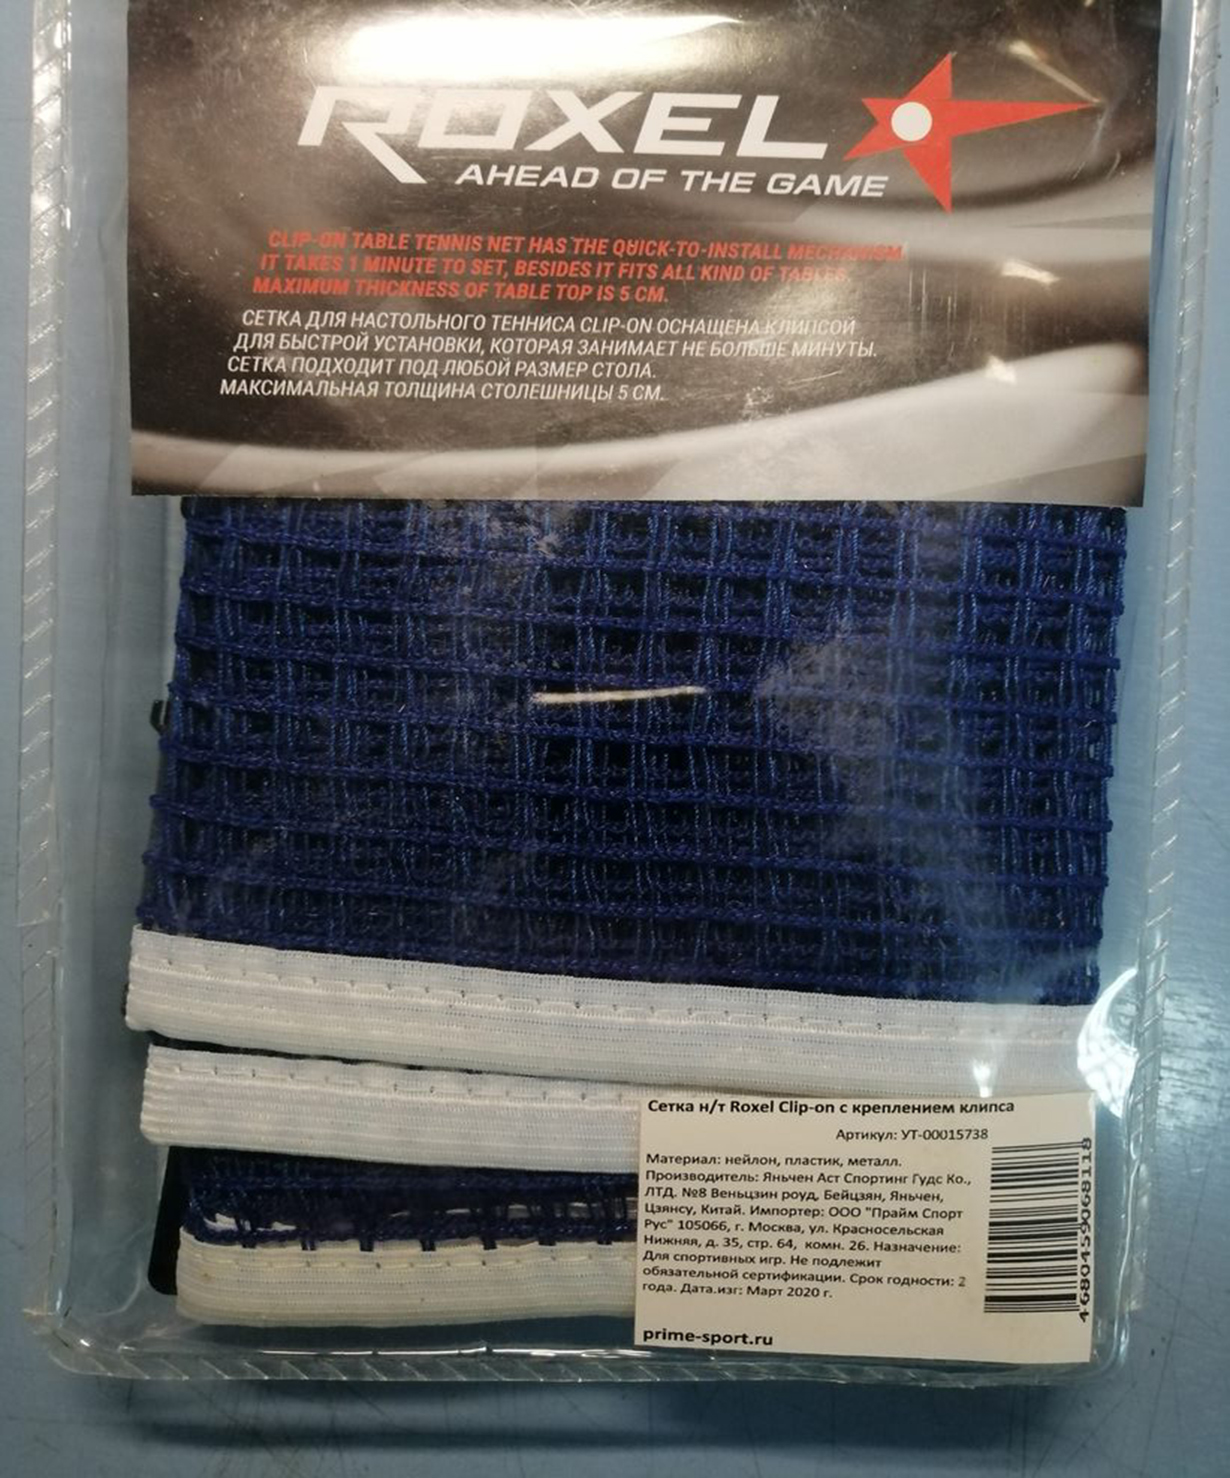 ROXEL
AHEAD OF THE GAME
CLIP-ON TABLE TENNIS NET HAS THE QUICK-TO-INSTALL MECHANISM
IT TAKES 1 MINUTE TO SET, BESIDES IT FITS ALL KIND OF TABLES.
MAXIMUM THICKNESS OF TABLE TOP IS 5 CM.
СЕТКА ДЛЯ НАСТОЛЬНОГО ТЕННИСА CLIP-ON ОСНАЩЕНА КЛИПСОЙ
ДЛЯ БЫСТРОЙ УСТАНОВКИ, КОТОРАЯ ЗАНИМАЕТ НЕ БОЛЬШЕ МИНУТЫ.
СЕТКА ПОДХОДИТ ПОД ЛЮБОЙ РАЗМЕР СТОЛА.
МАКСИМАЛЬНАЯ ТОЛЩИНА СТОЛЕШНИЦЫ 5 СМ.
Сетка н/т Roxel Clip-on с креплением клипса
Артикул: УТ-00015738
Материал: нейлон, пластик, металл.
Производитель: Яньчен Аст Спортинг Гудс Ко.,
ЛТД. №8 Веньцзин роуд, Бейцзян, Яньчен,
Цзянсу, Китай. Импортер: ООО "Прайм Спорт
Рус" 105066, г. Москва, ул. Красносельская
Нижняя, д. 35, стр. 64, комн. 26. Назначение:
Для спортивных игр. Не подлежит
обязательной сертификации. Срок годности: 2
года. Дата.изг: Март 2020 г.
prime-sport.ru
4680459068118